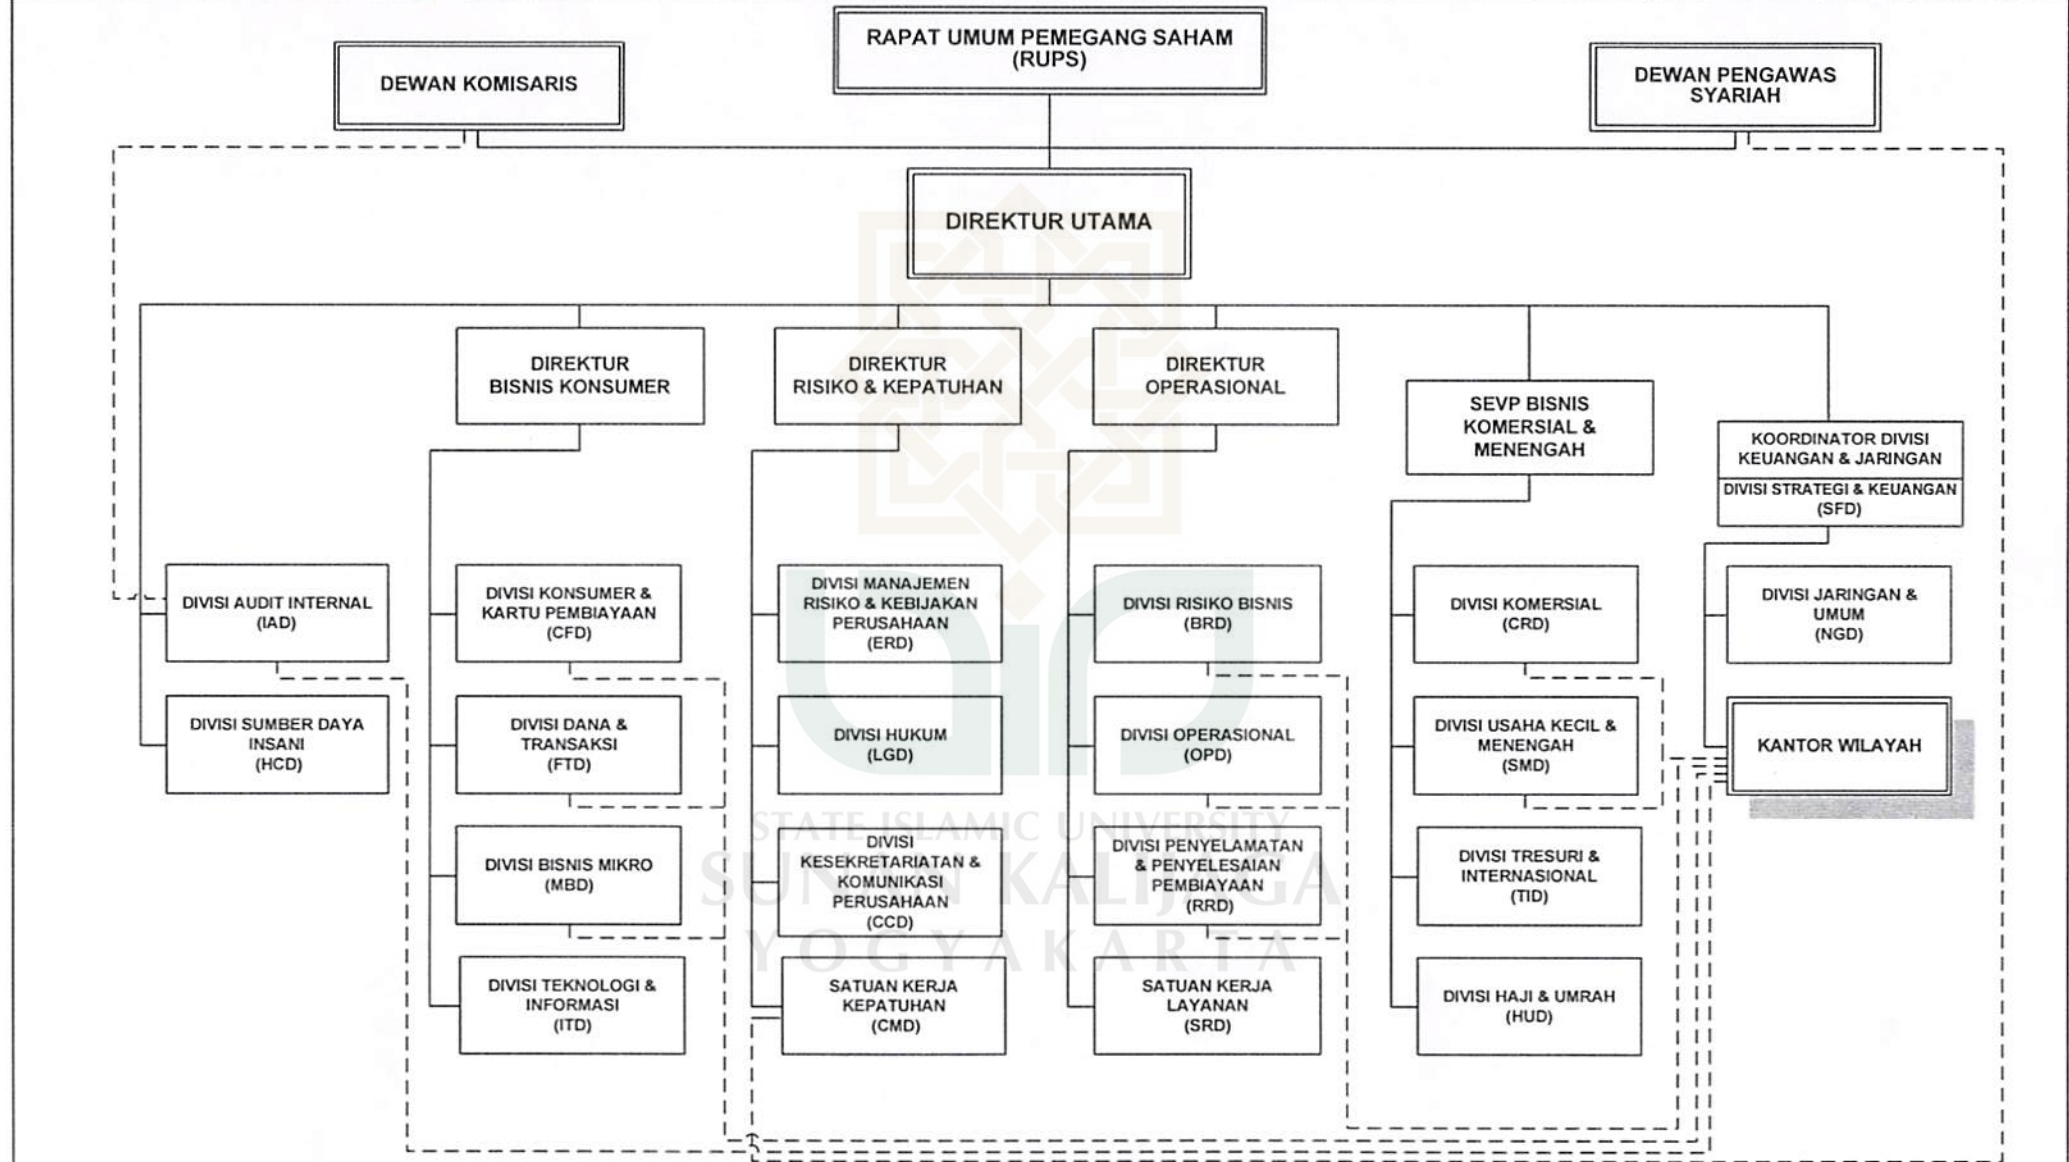 RAPAT UMUM PEMEGANG SAHAM
(RUPS)
DEWAN KOMISARIS
DEWAN PENGAWAS
SYARIAH
DIREKTUR UTAMA
DIREKTUR
BISNIS KONSUMER
DIREKTUR
RISIKO & KEPATUHAN
DIREKTUR
OPERASIONAL
SEVP BISNIS
KOMERSIAL &
MENENGAH
KOORDINATOR DIVISI
KEUANGAN & JARINGAN
DIVISI STRATEGI & KEUANGAN
(SFD)
DIVISI AUDIT INTERNAL
(IAD)
DIVISI SUMBER DAYA
INSANI
(HCD)
DIVISI KONSUMER &
KARTU PEMBIAYAAN
(CFD)
DIVISI DANA &
TRANSAKSI
(FTD)
DIVISI BISNIS MIKRO
(MBD)
DIVISI TEKNOLOGI &
INFORMASI
(ITD)
DIVISI MANAJEMEN
RISIKO & KEBIJAKAN
PERUSAHAAN
(ERD)
DIVISI HUKUM
(LGD)
DIVISI
KESEKRETARIATAN &
KOMUNIKASI
PERUSAHAAN
(CCD)
SATUAN KERJA
KEPATUHAN
(CMD)
DIVISI RISIKO BISNIS
(BRD)
DIVISI OPERASIONAL
(OPD)
DIVISI PENYELAMATAN
& PENYELESAIAN
PEMBIAYAAN
(RRD)
SATUAN KERJA
LAYANAN
(SRD)
DIVISI KOMERSIAL
(CRD)
DIVISI USAHA KECIL &
MENENGAH
(SMD)
DIVISI TRESURI &
INTERNASIONAL
(TID)
DIVISI HAJI & UMRAH
(HUD)
DIVISI JARINGAN &
UMUM
(NGD)
KANTOR WILAYAH
STATE ISLAMIC UNIVERSITY
SUNAN KALIJAGA
YOGYAKARTA